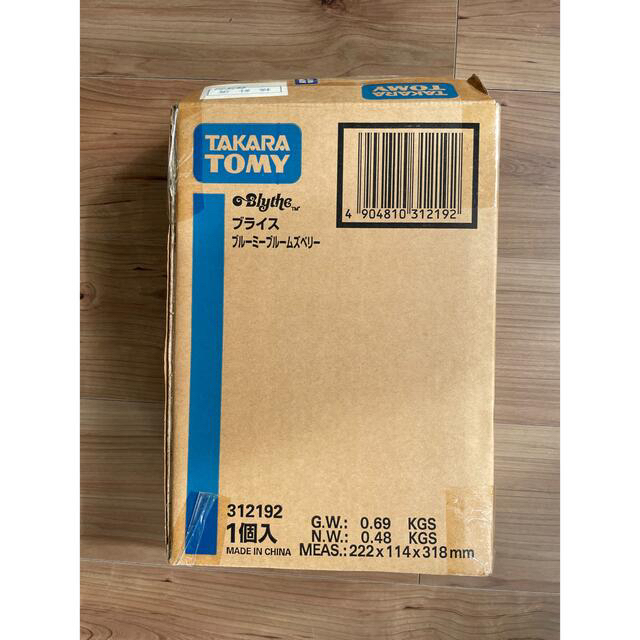 TAKARA TOMY
TAKARA
TOMY
Blythe™
ブライス
ブルーミーブルームズベリー
4 904810 312192
312192
1個入
MADE IN CHINA
G.W.: 0.69 KGS
N.W.: 0.48 KGS
MEAS.: 222x114x318mm